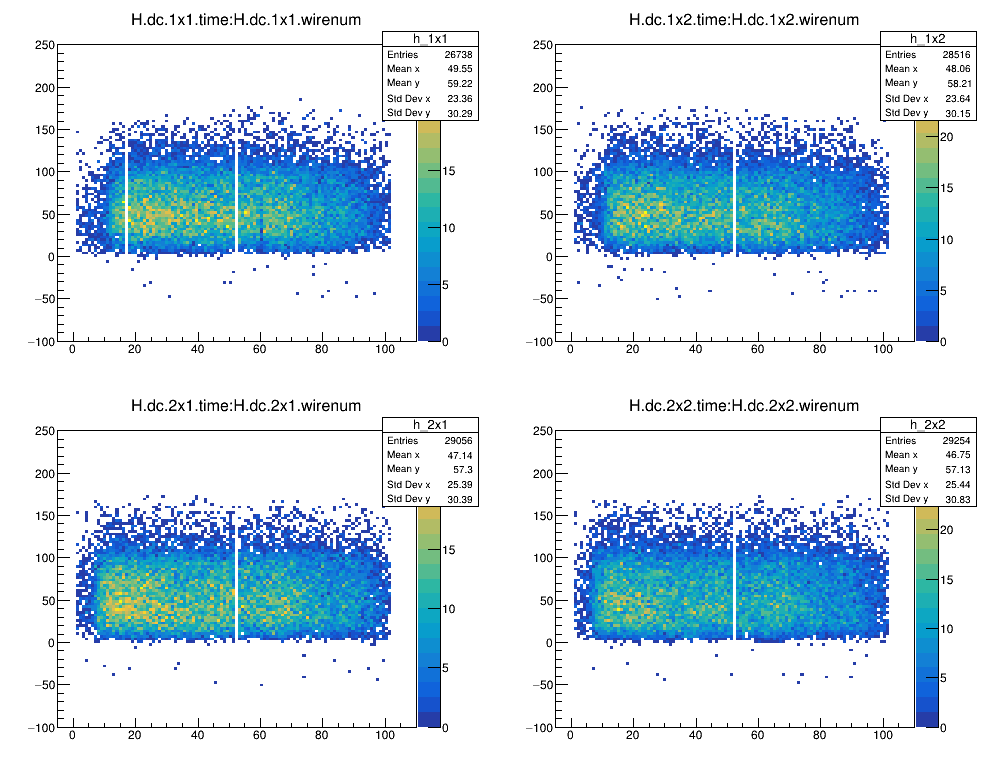 H.dc.1x1.time:H.dc.1x1.wirenum
h_1x1
Entries 26738
Mean x 49.55
Mean y 59.22
Std Dev x 23.36
Std Dev y 30.29
250
200
150
100
50
0
−50
−100
0 20 40 60 80 100
15
10
5
0
H.dc.1x2.time:H.dc.1x2.wirenum
h_1x2
Entries 28516
Mean x 48.06
Mean y 58.21
Std Dev x 23.64
Std Dev y 30.15
250
200
150
100
50
0
−50
−100
0 20 40 60 80 100
20
15
10
5
0
H.dc.2x1.time:H.dc.2x1.wirenum
h_2x1
Entries 29056
Mean x 47.14
Mean y 57.3
Std Dev x 25.39
Std Dev y 30.39
250
200
150
100
50
0
−50
−100
0 20 40 60 80 100
15
10
5
0
H.dc.2x2.time:H.dc.2x2.wirenum
h_2x2
Entries 29254
Mean x 46.75
Mean y 57.13
Std Dev x 25.44
Std Dev y 30.83
250
200
150
100
50
0
−50
−100
0 20 40 60 80 100
20
15
10
5
0